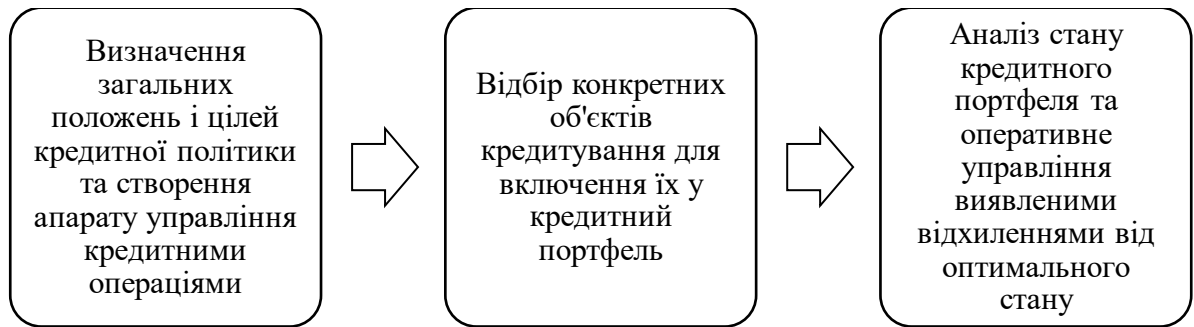 Визначення
загальних
положень і цілей
кредитної політики
та створення
апарату управління
кредитними
операціями
Відбір конкретних
об'єктів
кредитування для
включення їх у
кредитний
портфель
Аналіз стану
кредитного
портфеля та
оперативне
управління
виявленими
відхиленнями від
оптимального
стану